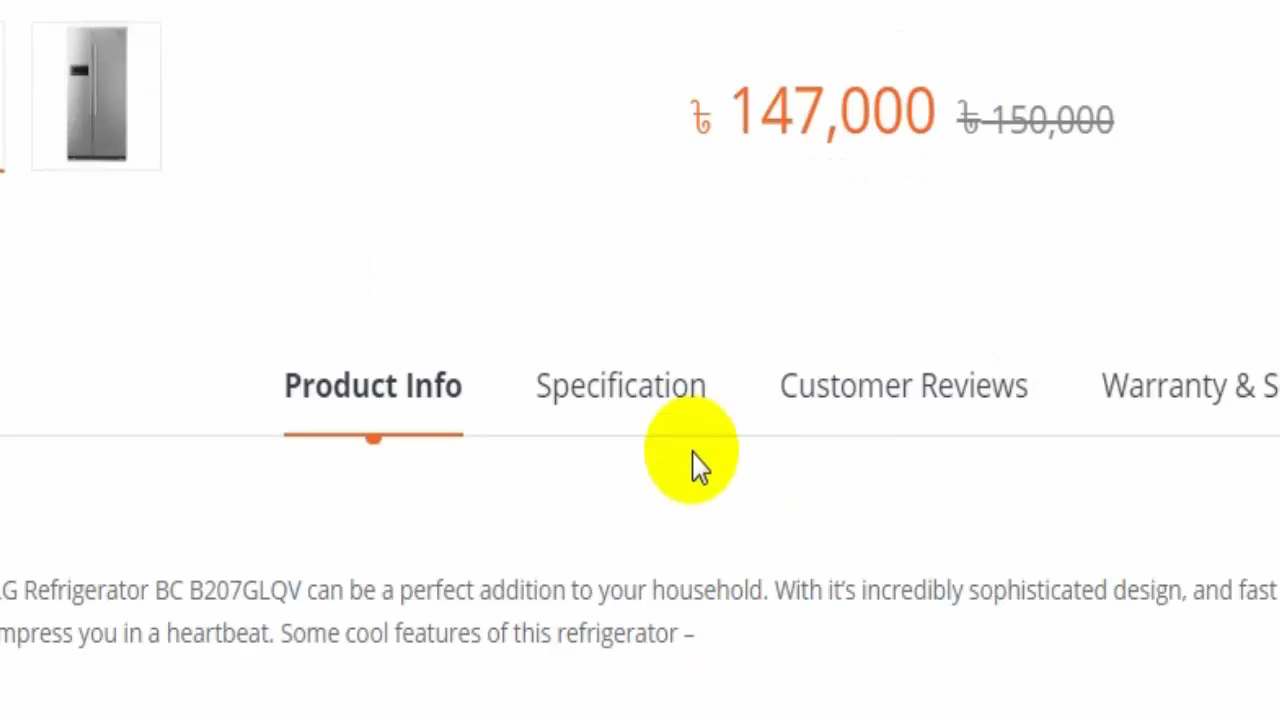 ৳ 147,000 ৳ 150,000
Product Info Specification Customer Reviews Warranty & S
G Refrigerator BC B207GLQV can be a perfect addition to your household. With it’s incredibly sophisticated design, and fast
mpress you in a heartbeat. Some cool features of this refrigerator –